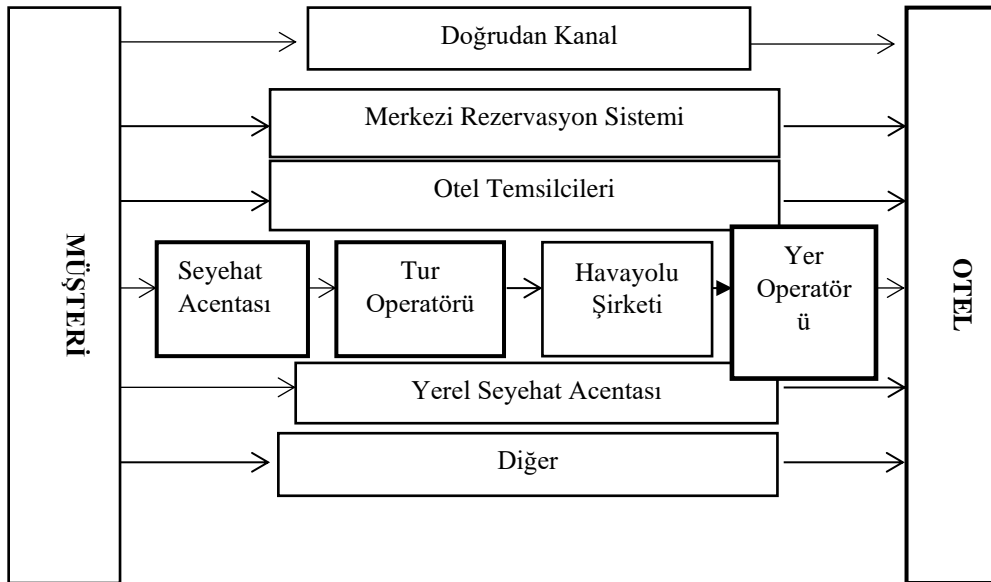 Doğrudan Kanal
Merkezi Rezervasyon Sistemi
Otel Temsilcileri
MÜŞTERİ
Seyehat
Acentası
Tur
Operatörü
Havayolu
Şirketi
Yer
Operatör
ü
OTEL
Yerel Seyehat Acentası
Diğer